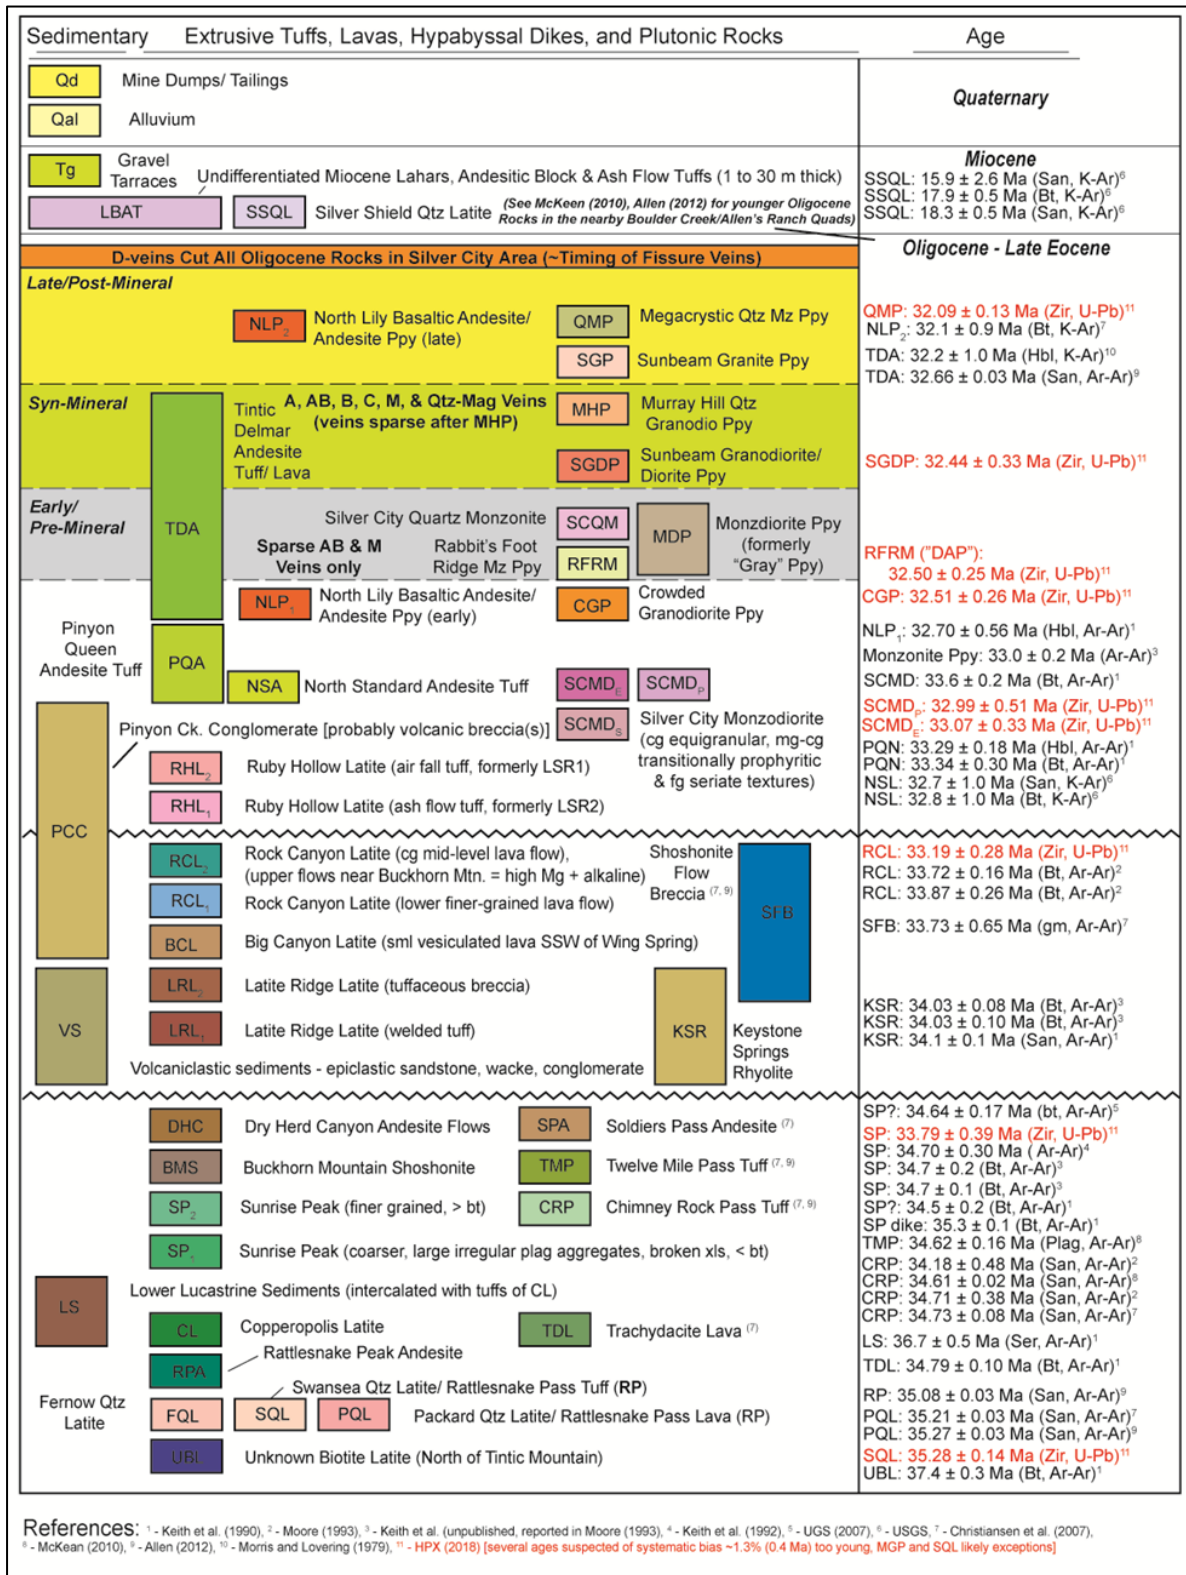 Sedimentary Extrusive Tuffs, Lavas, Hypabyssal Dikes, and Plutonic Rocks Age
Qd Mine Dumps/ Tailings
Quaternary
Qal Alluvium
Tg Gravel
Tarraces
Undifferentiated Miocene Lahars, Andesitic Block & Ash Flow Tuffs (1 to 30 m thick)
LBAT SSQL Silver Shield Qtz Latite
(See McKeen (2010), Allen (2012) for younger Oligocene
Rocks in the nearby Boulder Creek/Allen's Ranch Quads)
Miocene
SSQL: 15.9 ± 2.6 Ma (San, K-Ar)⁶
SSQL: 17.9 ± 0.5 Ma (Bt, K-Ar)⁶
SSQL: 18.3 ± 0.5 Ma (San, K-Ar)⁶
Oligocene - Late Eocene
D-veins Cut All Oligocene Rocks in Silver City Area (~Timing of Fissure Veins)
Late/Post-Mineral
NLP₂ North Lily Basaltic Andesite/
Andesite Ppy (late)
QMP Megacrystic Qtz Mz Ppy
SGP Sunbeam Granite Ppy
QMP: 32.09 ± 0.13 Ma (Zir, U-Pb)¹¹
NLP₂: 32.1 ± 0.9 Ma (Bt, K-Ar)⁷
TDA: 32.2 ± 1.0 Ma (Hbl, K-Ar)¹⁰
TDA: 32.66 ± 0.03 Ma (San, Ar-Ar)⁹
Syn-Mineral
TDA
Tintic
Delmar
Andesite
Tuff/ Lava
A, AB, B, C, M, & Qtz-Mag Veins
(veins sparse after MHP)
MHP Murray Hill Qtz
Granodio Ppy
SGDP Sunbeam Granodiorite/
Diorite Ppy
SGDP: 32.44 ± 0.33 Ma (Zir, U-Pb)¹¹
Early/
Pre-Mineral
Silver City Quartz Monzonite SCQM
Sparse AB & M
Veins only
Rabbit's Foot
Ridge Mz Ppy
RFRM
MDP Monzdiorite Ppy
(formerly
"Gray" Ppy)
RFRM ("DAP"):
32.50 ± 0.25 Ma (Zir, U-Pb)¹¹
CGP: 32.51 ± 0.26 Ma (Zir, U-Pb)¹¹
NLP₁ North Lily Basaltic Andesite/
Andesite Ppy (early)
CGP Crowded
Granodiorite Ppy
NLP₁: 32.70 ± 0.56 Ma (Hbl, Ar-Ar)¹
Pinyon
Queen
Andesite Tuff
PQA
NSA North Standard Andesite Tuff
SCMD_E SCMD_P
SCMD_S Silver City Monzodiorite
(cg equigranular, mg-cg
transitionally prophyritic
& fg seriate textures)
Monzonite Ppy: 33.0 ± 0.2 Ma (Ar-Ar)³
SCMD: 33.6 ± 0.2 Ma (Bt, Ar-Ar)¹
SCMD_P: 32.99 ± 0.51 Ma (Zir, U-Pb)¹¹
SCMD_E: 33.07 ± 0.33 Ma (Zir, U-Pb)¹¹
PQN: 33.29 ± 0.18 Ma (Hbl, Ar-Ar)¹
PQN: 33.34 ± 0.30 Ma (Bt, Ar-Ar)¹
NSL: 32.7 ± 1.0 Ma (San, K-Ar)⁶
NSL: 32.8 ± 1.0 Ma (Bt, K-Ar)⁶
Pinyon Ck. Conglomerate [probably volcanic breccia(s)]
PCC
RHL₂ Ruby Hollow Latite (air fall tuff, formerly LSR1)
RHL₁ Ruby Hollow Latite (ash flow tuff, formerly LSR2)
RCL₂ Rock Canyon Latite (cg mid-level lava flow),
(upper flows near Buckhorn Mtn. = high Mg + alkaline)
RCL₁ Rock Canyon Latite (lower finer-grained lava flow)
BCL Big Canyon Latite (sml vesiculated lava SSW of Wing Spring)
Shoshonite
Flow
Breccia ⁽⁷, ⁹⁾
SFB
RCL: 33.19 ± 0.28 Ma (Zir, U-Pb)¹¹
RCL: 33.72 ± 0.16 Ma (Bt, Ar-Ar)²
RCL: 33.87 ± 0.26 Ma (Bt, Ar-Ar)²
SFB: 33.73 ± 0.65 Ma (gm, Ar-Ar)⁷
VS
LRL₂ Latite Ridge Latite (tuffaceous breccia)
LRL₁ Latite Ridge Latite (welded tuff)
KSR Keystone
Springs
Rhyolite
Volcaniclastic sediments - epiclastic sandstone, wacke, conglomerate
KSR: 34.03 ± 0.08 Ma (Bt, Ar-Ar)³
KSR: 34.03 ± 0.10 Ma (Bt, Ar-Ar)³
KSR: 34.1 ± 0.1 Ma (San, Ar-Ar)¹
DHC Dry Herd Canyon Andesite Flows
SPA Soldiers Pass Andesite ⁽⁷⁾
BMS Buckhorn Mountain Shoshonite
TMP Twelve Mile Pass Tuff ⁽⁷, ⁹⁾
SP₂ Sunrise Peak (finer grained, > bt)
CRP Chimney Rock Pass Tuff ⁽⁷, ⁹⁾
SP₁ Sunrise Peak (coarser, large irregular plag aggregates, broken xls, < bt)
SP?: 34.64 ± 0.17 Ma (bt, Ar-Ar)⁵
SP: 33.79 ± 0.39 Ma (Zir, U-Pb)¹¹
SP: 34.70 ± 0.30 Ma ( Ar-Ar)⁴
SP: 34.7 ± 0.2 (Bt, Ar-Ar)³
SP: 34.7 ± 0.1 (Bt, Ar-Ar)³
SP?: 34.5 ± 0.2 (Bt, Ar-Ar)¹
SP dike: 35.3 ± 0.1 (Bt, Ar-Ar)¹
TMP: 34.62 ± 0.16 Ma (Plag, Ar-Ar)⁸
CRP: 34.18 ± 0.48 Ma (San, Ar-Ar)²
CRP: 34.61 ± 0.02 Ma (San, Ar-Ar)⁸
CRP: 34.71 ± 0.38 Ma (San, Ar-Ar)²
CRP: 34.73 ± 0.08 Ma (San, Ar-Ar)⁷
LS Lower Lucastrine Sediments (intercalated with tuffs of CL)
CL Copperopolis Latite
TDL Trachydacite Lava ⁽⁷⁾
RPA Rattlesnake Peak Andesite
LS: 36.7 ± 0.5 Ma (Ser, Ar-Ar)¹
TDL: 34.79 ± 0.10 Ma (Bt, Ar-Ar)¹
Swansea Qtz Latite/ Rattlesnake Pass Tuff (RP)
Fernow Qtz
Latite
FQL SQL PQL Packard Qtz Latite/ Rattlesnake Pass Lava (RP)
UBL Unknown Biotite Latite (North of Tintic Mountain)
RP: 35.08 ± 0.03 Ma (San, Ar-Ar)⁹
PQL: 35.21 ± 0.03 Ma (San, Ar-Ar)⁷
PQL: 35.27 ± 0.03 Ma (San, Ar-Ar)⁹
SQL: 35.28 ± 0.14 Ma (Zir, U-Pb)¹¹
UBL: 37.4 ± 0.3 Ma (Bt, Ar-Ar)¹
References: ¹ - Keith et al. (1990), ² - Moore (1993), ³ - Keith et al. (unpublished, reported in Moore (1993), ⁴ - Keith et al. (1992), ⁵ - UGS (2007), ⁶ - USGS, ⁷ - Christiansen et al. (2007),
⁸ - McKean (2010), ⁹ - Allen (2012), ¹⁰ - Morris and Lovering (1979), ¹¹ - HPX (2018) [several ages suspected of systematic bias ~1.3% (0.4 Ma) too young, MGP and SQL likely exceptions]